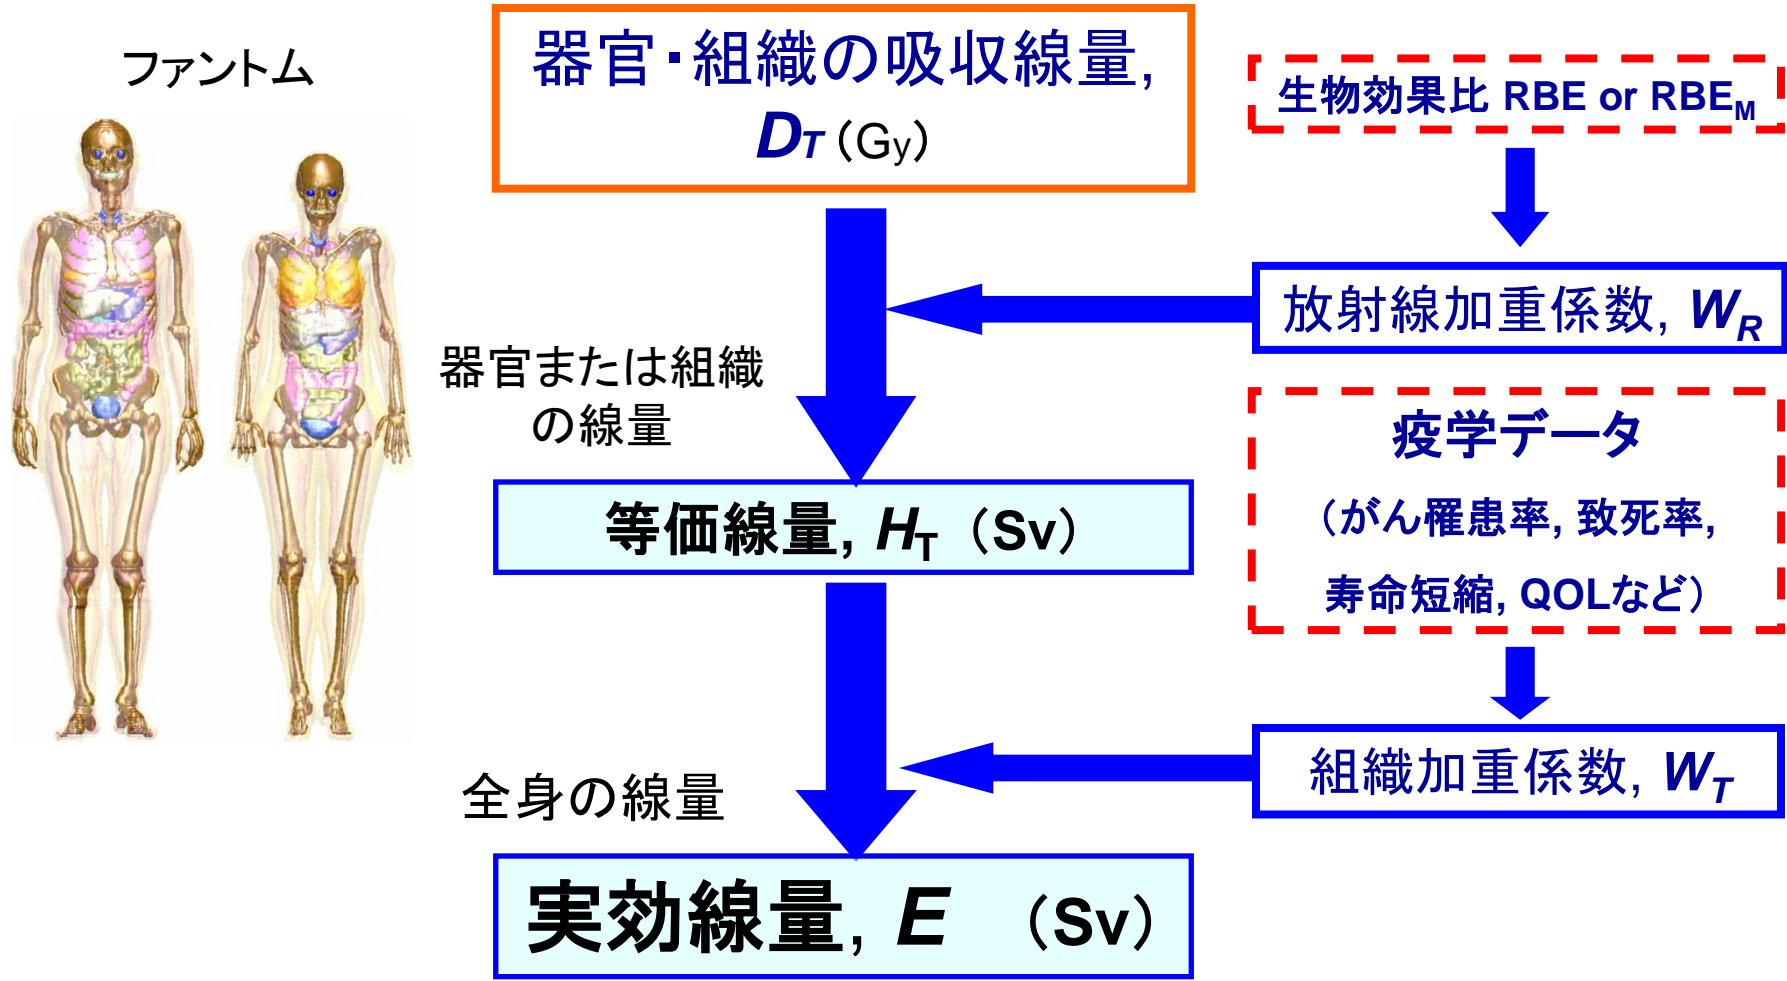 ファントム
器官・組織の吸収線量,
DT（Gy）
生物効果比 RBE or RBEM
放射線加重係数, WR
器官または組織
の線量
疫学データ
（がん罹患率, 致死率,
寿命短縮, QOLなど）
等価線量, HT（Sv）
組織加重係数, WT
全身の線量
実効線量, E （Sv）